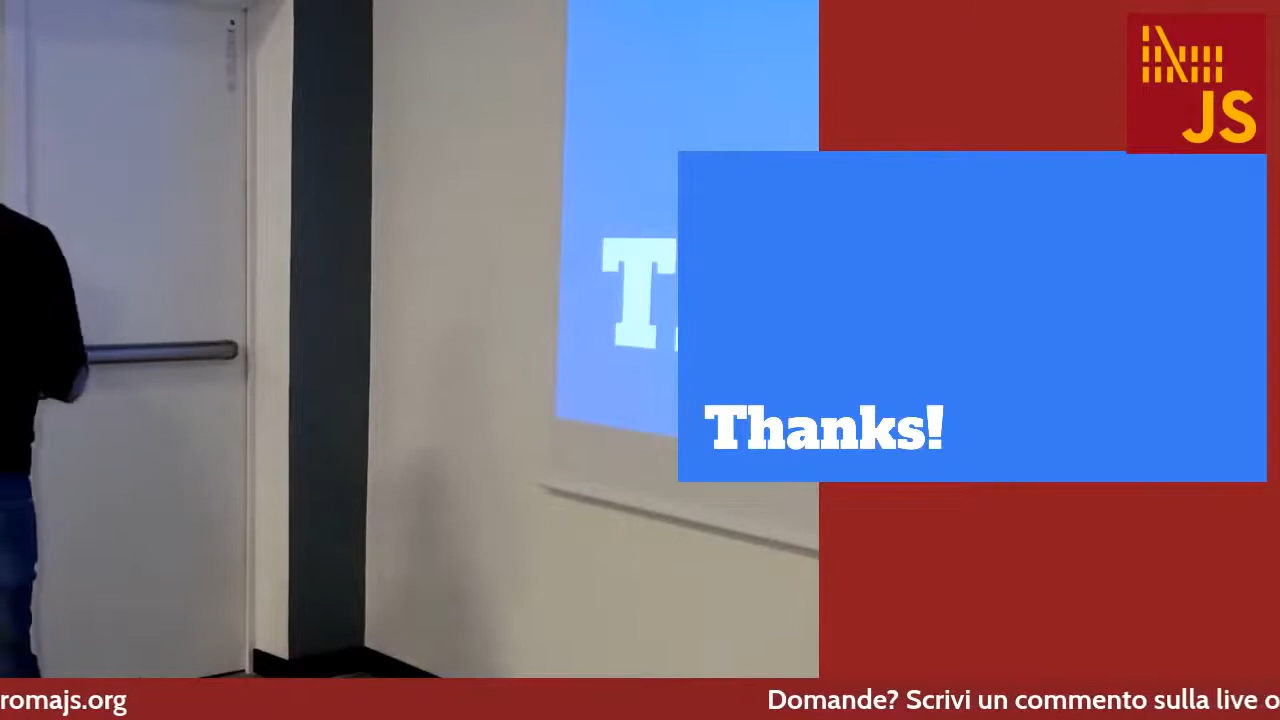 JS
T
Thanks!
romajs.org
Domande? Scrivi un commento sulla live o